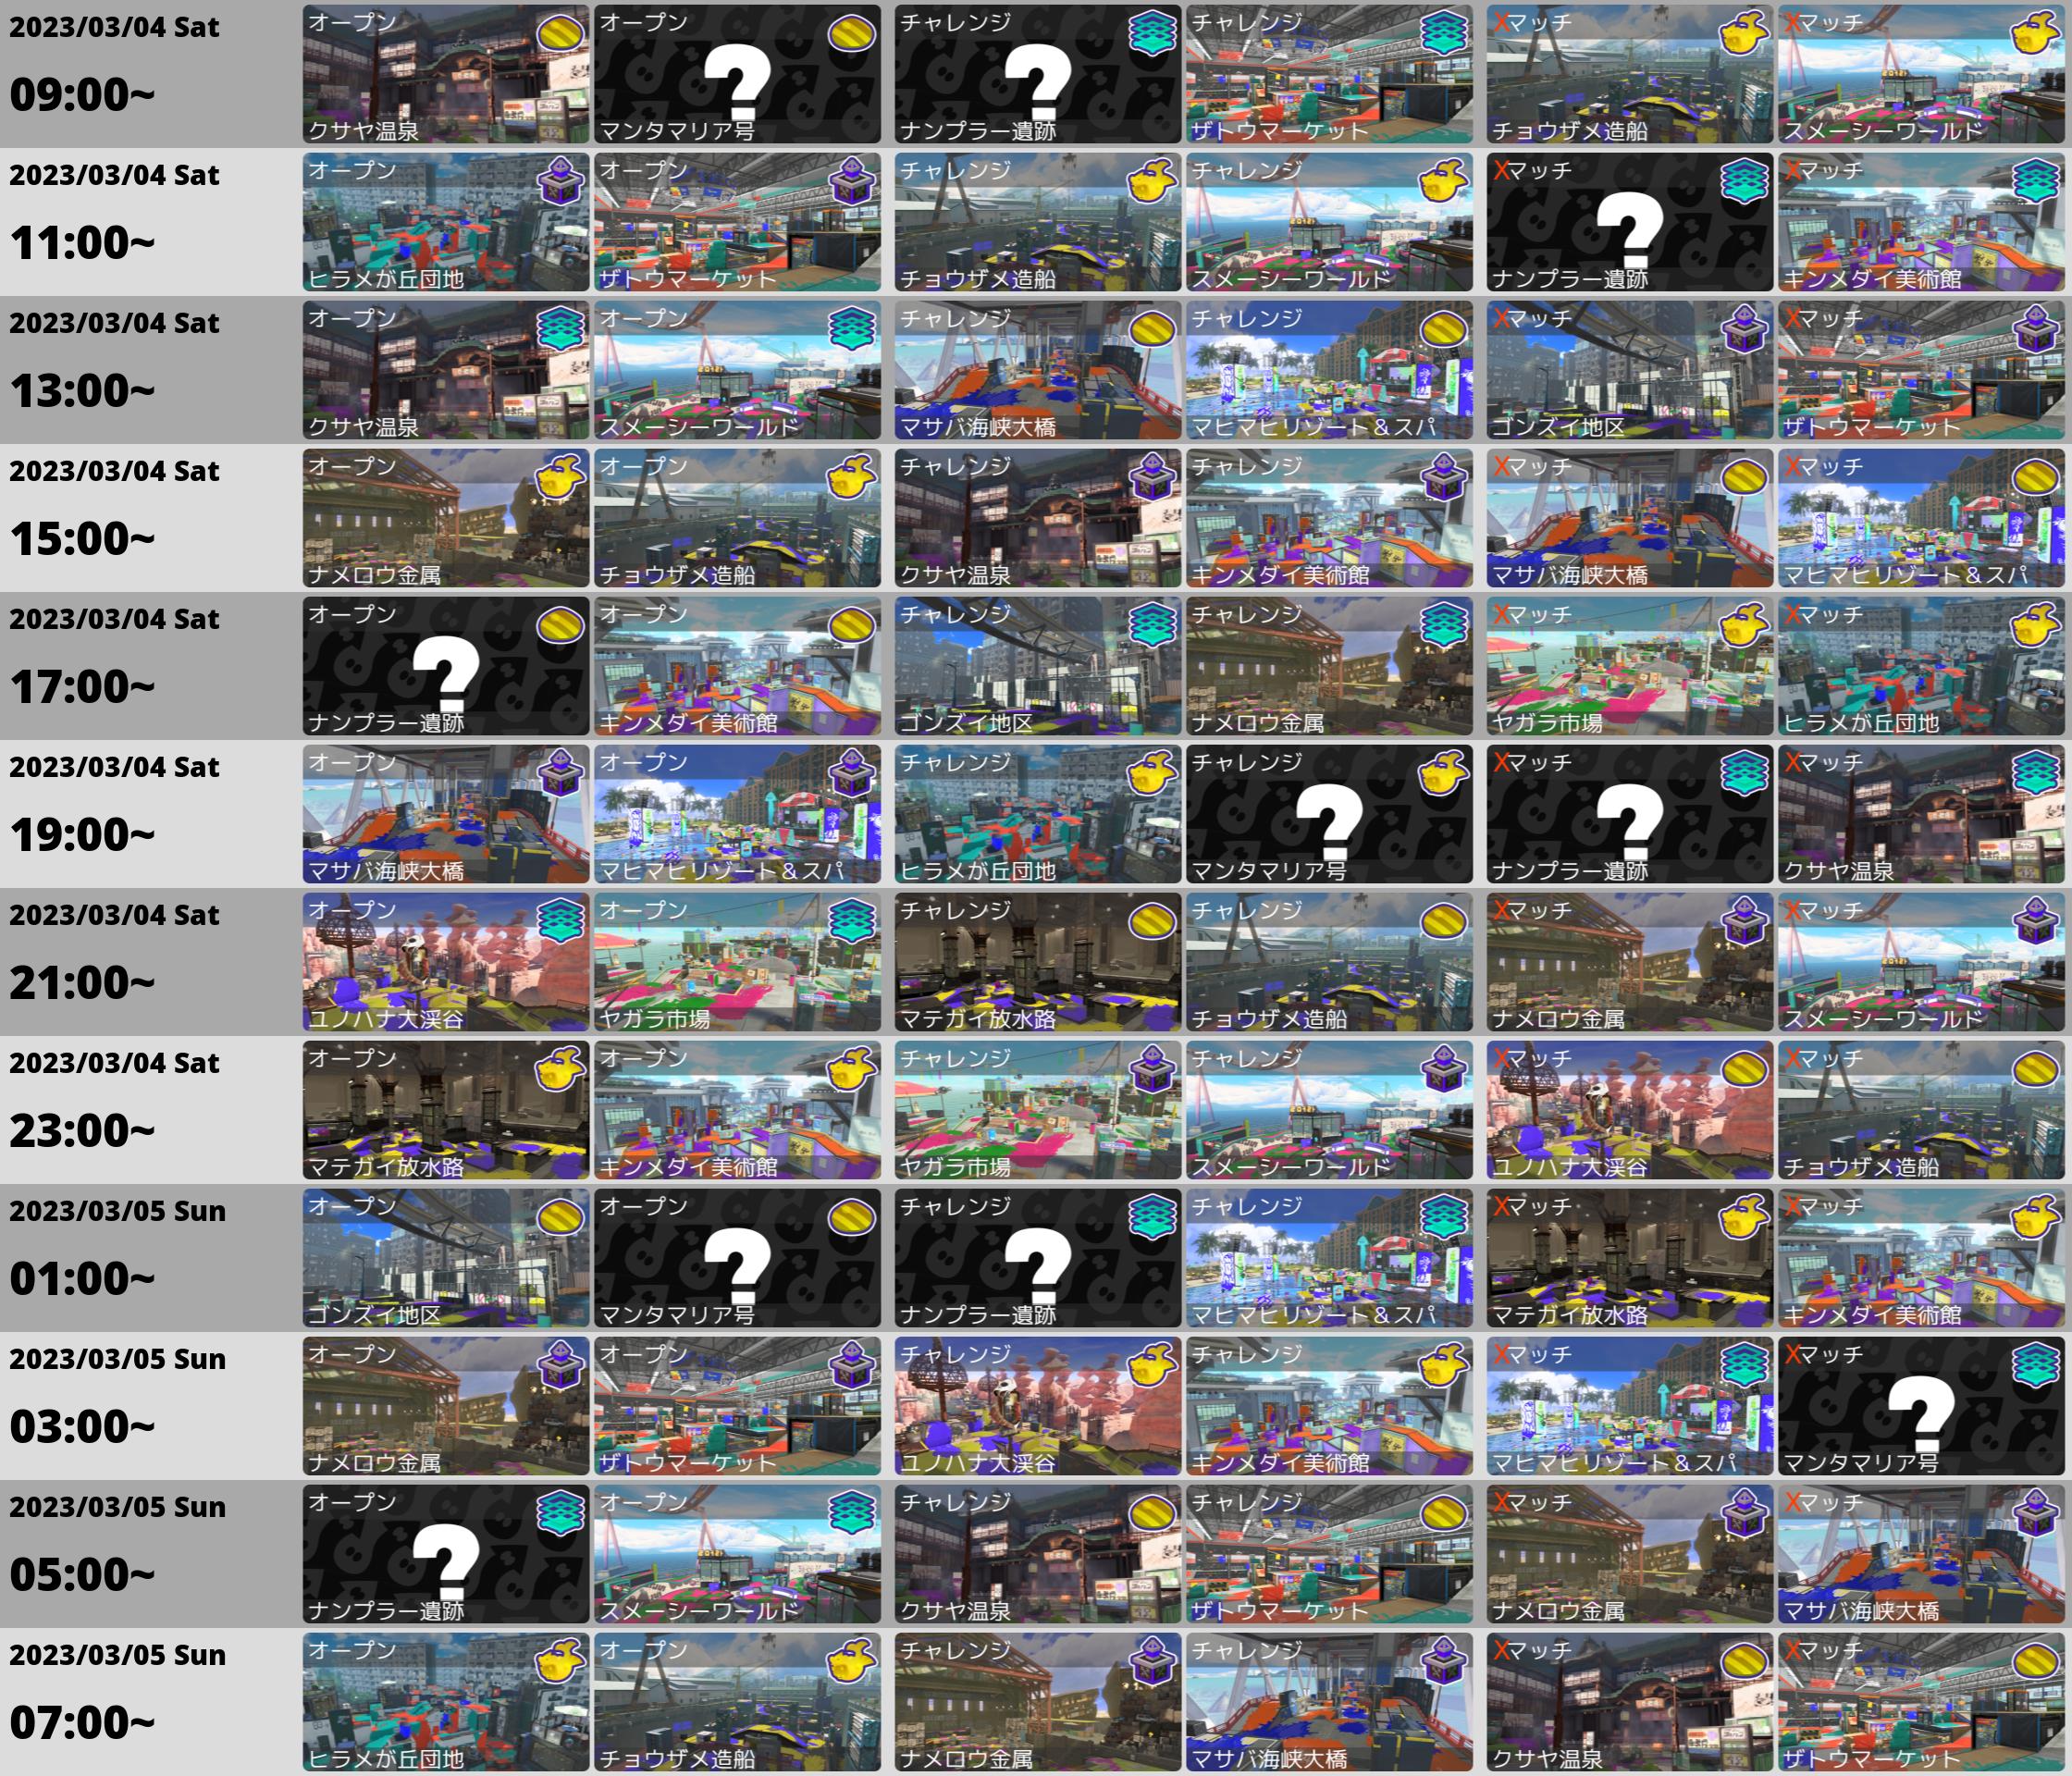 2023/03/04 Sat
09:00~
オープン
クサヤ温泉
オープン
マンタマリア号
チャレンジ
ナンプラー遺跡
チャレンジ
ザトウマーケット
Xマッチ
チョウザメ造船
Xマッチ
スメーシーワールド
2023/03/04 Sat
11:00~
オープン
ヒラメが丘団地
オープン
ザトウマーケット
チャレンジ
チョウザメ造船
チャレンジ
スメーシーワールド
Xマッチ
ナンプラー遺跡
Xマッチ
キンメダイ美術館
2023/03/04 Sat
13:00~
オープン
クサヤ温泉
オープン
スメーシーワールド
チャレンジ
マサバ海峡大橋
チャレンジ
マヒマヒリゾート&スパ
Xマッチ
ゴンズイ地区
Xマッチ
ザトウマーケット
2023/03/04 Sat
15:00~
オープン
ナメロウ金属
オープン
チョウザメ造船
チャレンジ
クサヤ温泉
チャレンジ
キンメダイ美術館
Xマッチ
マサバ海峡大橋
Xマッチ
マヒマヒリゾート&スパ
2023/03/04 Sat
17:00~
オープン
ナンプラー遺跡
オープン
キンメダイ美術館
チャレンジ
ゴンズイ地区
チャレンジ
ナメロウ金属
Xマッチ
ヤガラ市場
Xマッチ
ヒラメが丘団地
2023/03/04 Sat
19:00~
オープン
マサバ海峡大橋
オープン
マヒマヒリゾート&スパ
チャレンジ
ヒラメが丘団地
チャレンジ
マンタマリア号
Xマッチ
ナンプラー遺跡
Xマッチ
クサヤ温泉
2023/03/04 Sat
21:00~
オープン
ユノハナ大渓谷
オープン
ヤガラ市場
チャレンジ
マテガイ放水路
チャレンジ
チョウザメ造船
Xマッチ
ナメロウ金属
Xマッチ
スメーシーワールド
2023/03/04 Sat
23:00~
オープン
マテガイ放水路
オープン
キンメダイ美術館
チャレンジ
ヤガラ市場
チャレンジ
スメーシーワールド
Xマッチ
ユノハナ大渓谷
Xマッチ
チョウザメ造船
2023/03/05 Sun
01:00~
オープン
ゴンズイ地区
オープン
マンタマリア号
チャレンジ
ナンプラー遺跡
チャレンジ
マヒマヒリゾート&スパ
Xマッチ
マテガイ放水路
Xマッチ
キンメダイ美術館
2023/03/05 Sun
03:00~
オープン
ナメロウ金属
オープン
ザトウマーケット
チャレンジ
ユノハナ大渓谷
チャレンジ
キンメダイ美術館
Xマッチ
マヒマヒリゾート&スパ
Xマッチ
マンタマリア号
2023/03/05 Sun
05:00~
オープン
ナンプラー遺跡
オープン
スメーシーワールド
チャレンジ
クサヤ温泉
チャレンジ
ザトウマーケット
Xマッチ
ナメロウ金属
Xマッチ
マサバ海峡大橋
2023/03/05 Sun
07:00~
オープン
ヒラメが丘団地
オープン
チョウザメ造船
チャレンジ
ナメロウ金属
チャレンジ
マサバ海峡大橋
Xマッチ
クサヤ温泉
Xマッチ
ザトウマーケット